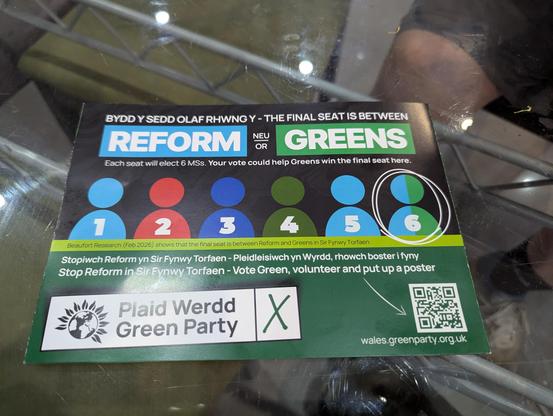 BYDD Y SEDD OLAF RHWNG Y - THE FINAL SEAT IS BETWEEN
REFORM NEU OR GREENS
Each seat will elect 6 MSs. Your vote could help Greens win the final seat here.
1 2 3 4 5 6
Beaufort Research (Feb 2026) shows that the final seat is between Reform and Greens in Sir Fynwy Torfaen
Stopiwch Reform yn Sir Fynwy Torfaen - Pleidleisiwch yn Wyrdd, rhowch boster i fyny
Stop Reform in Sir Fynwy Torfaen - Vote Green, volunteer and put up a poster
Plaid Werdd
Green Party
X
wales.greenparty.org.uk